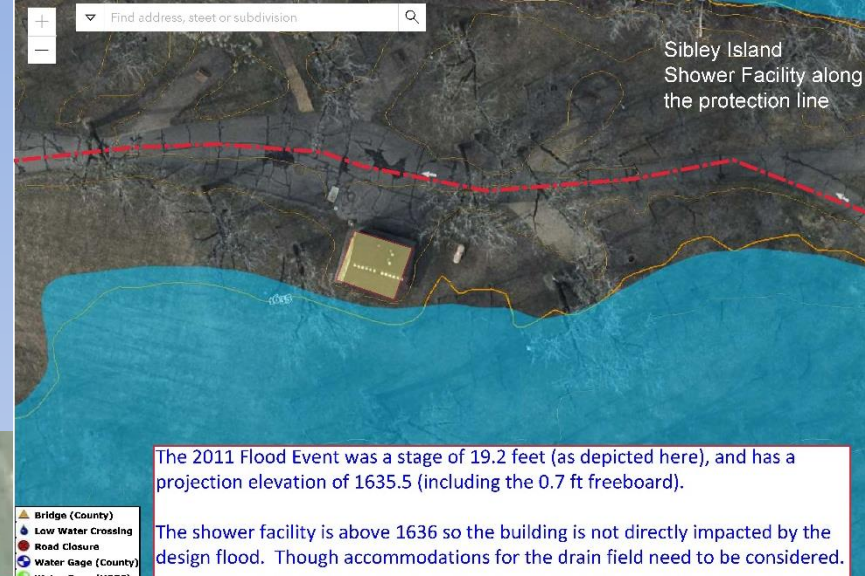 Find address, steet or subdivision
Sibley Island
Shower Facility along
the protection line
The 2011 Flood Event was a stage of 19.2 feet (as depicted here), and has a
projection elevation of 1635.5 (including the 0.7 ft freeboard).
The shower facility is above 1636 so the building is not directly impacted by the
design flood.  Though accommodations for the drain field need to be considered.
Bridge (County)
Low Water Crossing
Road Closure
Water Gage (County)